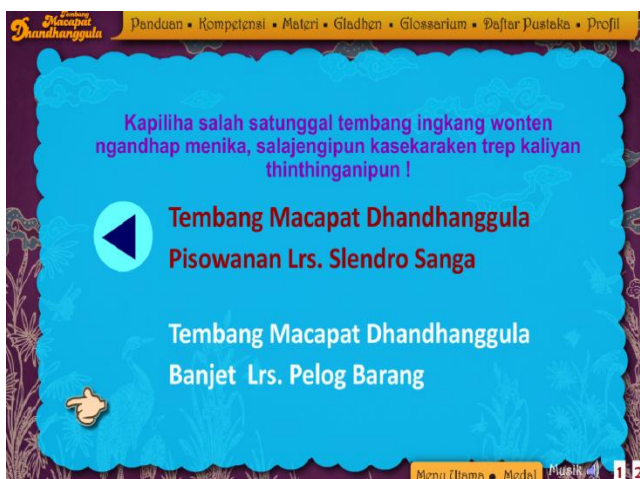 Tembang
Macapat
Dhandhanggula
Panduan • Kompetensi • Materi • Gladhen • Glossarium • Daftar Pustaka • Profil
Kapiliha salah satunggal tembang ingkang wonten
ngandhap menika, salajengipun kasekaraken trep kaliyan
thinthinganipun !
Tembang Macapat Dhandhanggula
Pisowanan Lrs. Slendro Sanga
Tembang Macapat Dhandhanggula
Banjet Lrs. Pelog Barang
Menu Utama • Medal Musik 1 2